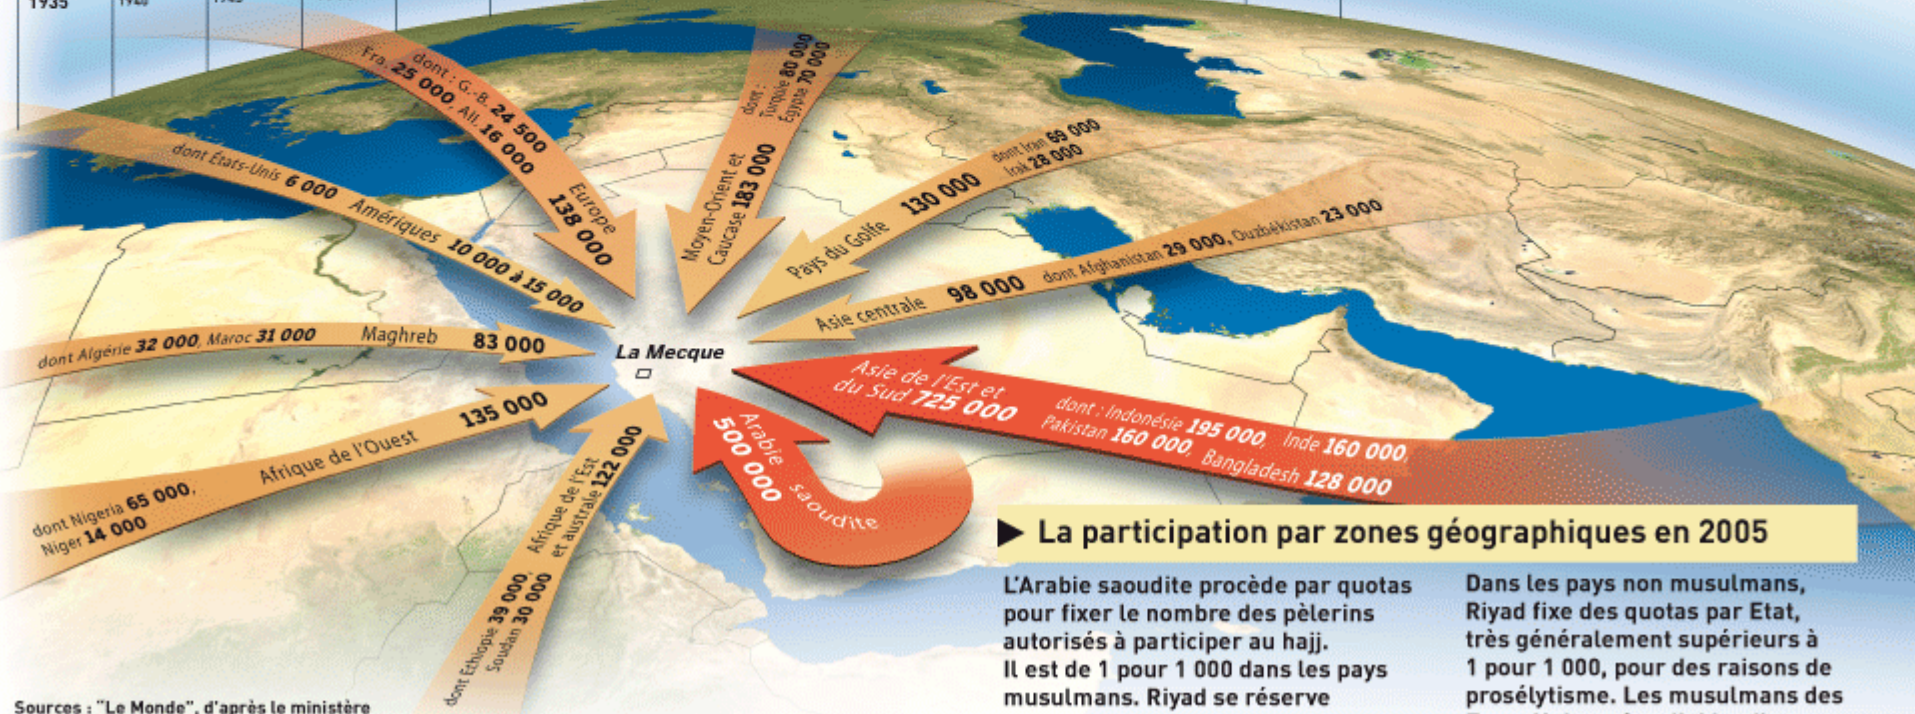 1935
1940
dont : G.-B. 24 500
Fra. 25 000, All. 16 000
Europe
138 000
dont :
Turquie 80 000
Egypte 70 000
Moyen-Orient et
Caucase 183 000
dont Iran 69 000
Irak 28 000
Pays du Golfe 130 000
dont États-Unis 6 000 Amériques 10 000 à 15 000
Asie centrale 98 000 dont Afghanistan 29 000, Ouzbékistan 23 000
dont Algérie 32 000, Maroc 31 000 Maghreb 83 000
La Mecque
Asie de l'Est et
du Sud 725 000
dont : Indonésie 195 000, Inde 160 000,
Pakistan 160 000, Bangladesh 128 000
Arabie saoudite
500 000
Afrique de l'Ouest 135 000
dont Nigeria 65 000,
Niger 14 000
Afrique de l'Est
et australe 122 000
dont Ethiopie 39 000,
Soudan 30 000
La participation par zones géographiques en 2005
L'Arabie saoudite procède par quotas
pour fixer le nombre des pèlerins
autorisés à participer au hajj.
Il est de 1 pour 1 000 dans les pays
musulmans. Riyad se réserve
Dans les pays non musulmans,
Riyad fixe des quotas par Etat,
très généralement supérieurs à
1 pour 1 000, pour des raisons de
prosélytisme. Les musulmans des
Sources : "Le Monde", d'après le ministère